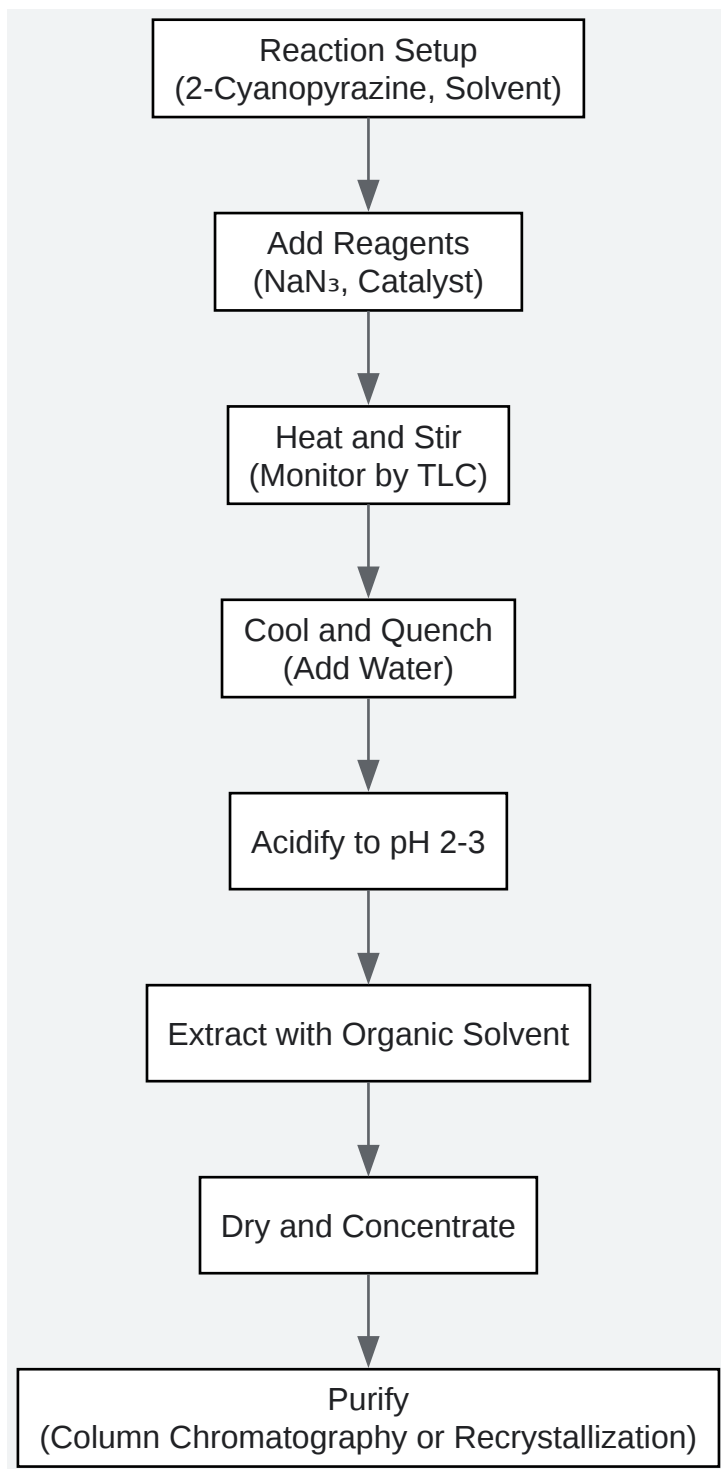 Reaction Setup
(2-Cyanopyrazine, Solvent)
Add Reagents
(NaN₃, Catalyst)
Heat and Stir
(Monitor by TLC)
Cool and Quench
(Add Water)
Acidify to pH 2-3
Extract with Organic Solvent
Dry and Concentrate
Purify
(Column Chromatography or Recrystallization)